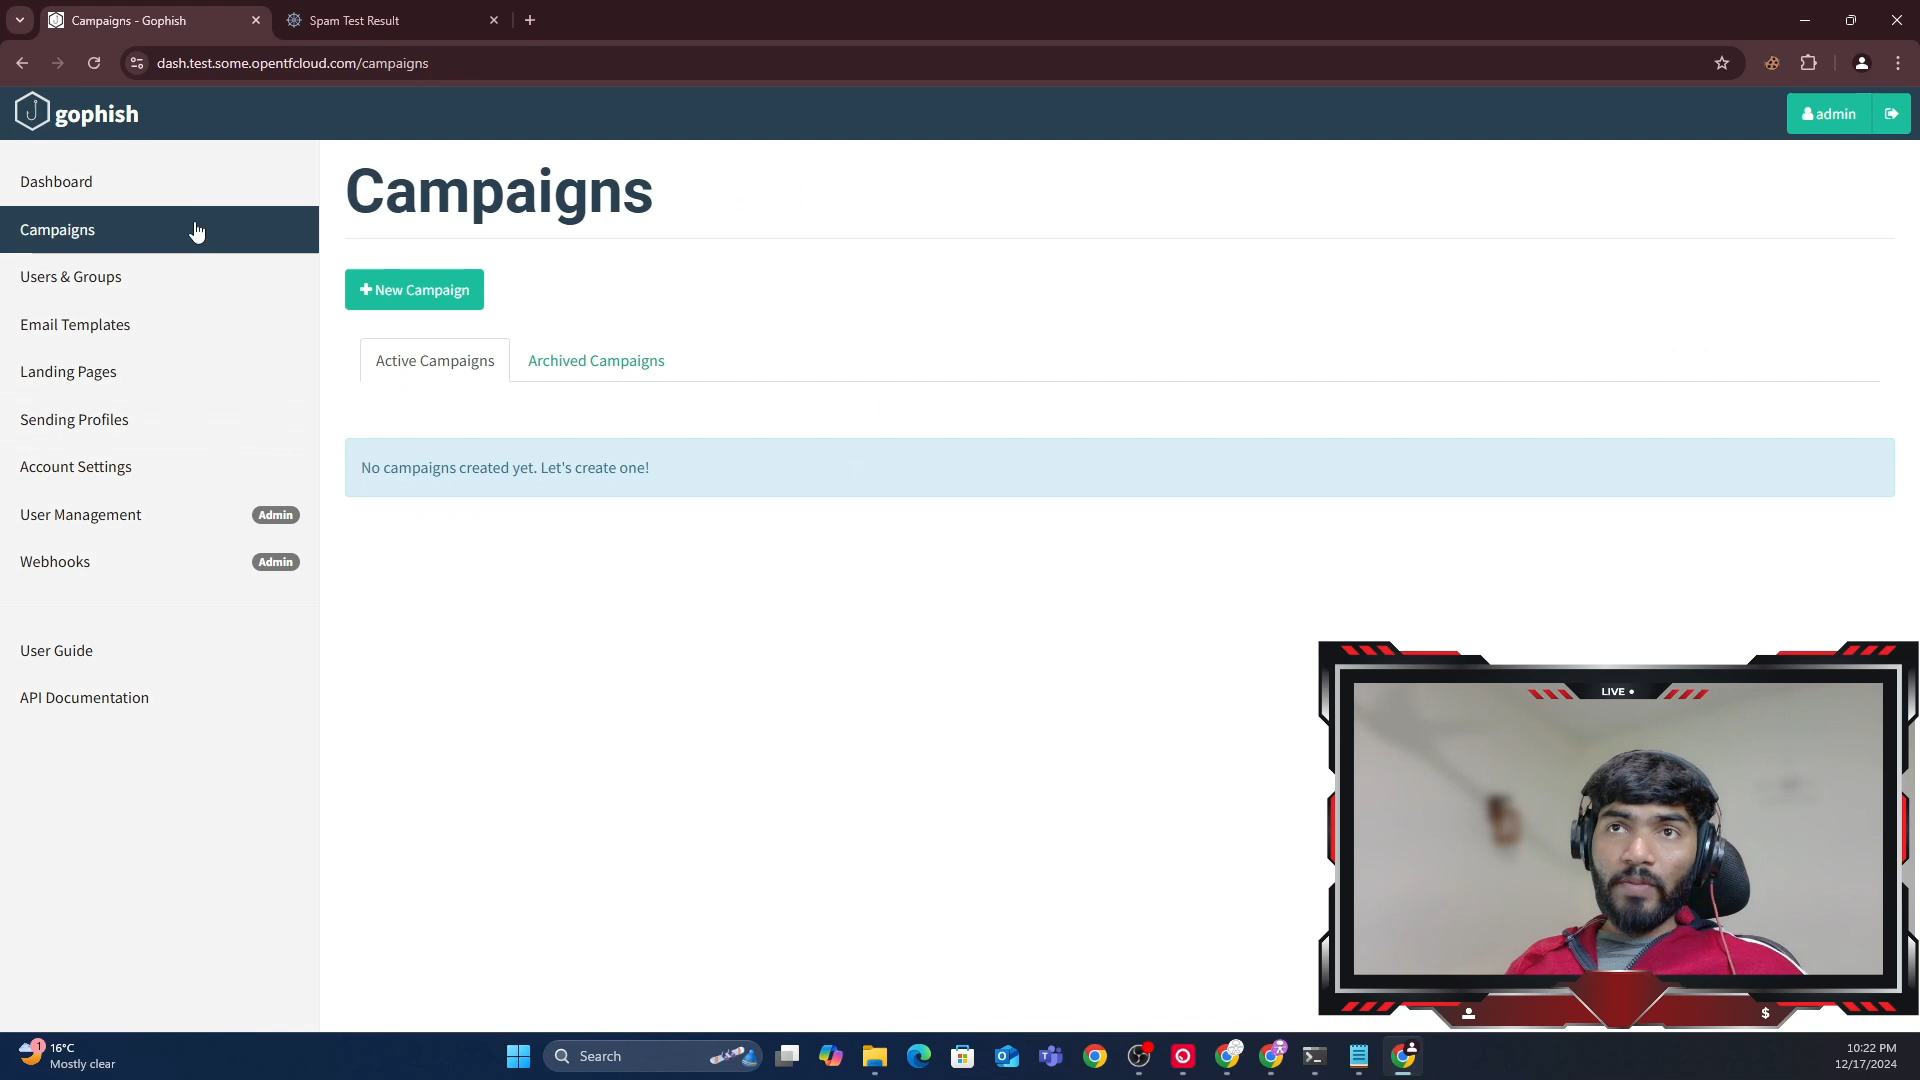 Campaigns - Gophish
Spam Test Result
dash.test.some.opentfcloud.com/campaigns
gophish
admin
Dashboard
Campaigns
Campaigns
Users & Groups
New Campaign
Email Templates
Active Campaigns
Archived Campaigns
Landing Pages
Sending Profiles
Account Settings
No campaigns created yet. Let's create one!
User Management
Admin
Webhooks
Admin
User Guide
API Documentation
LIVE
$
1
16°C
Mostly clear
Search
10:22 PM
12/17/2024